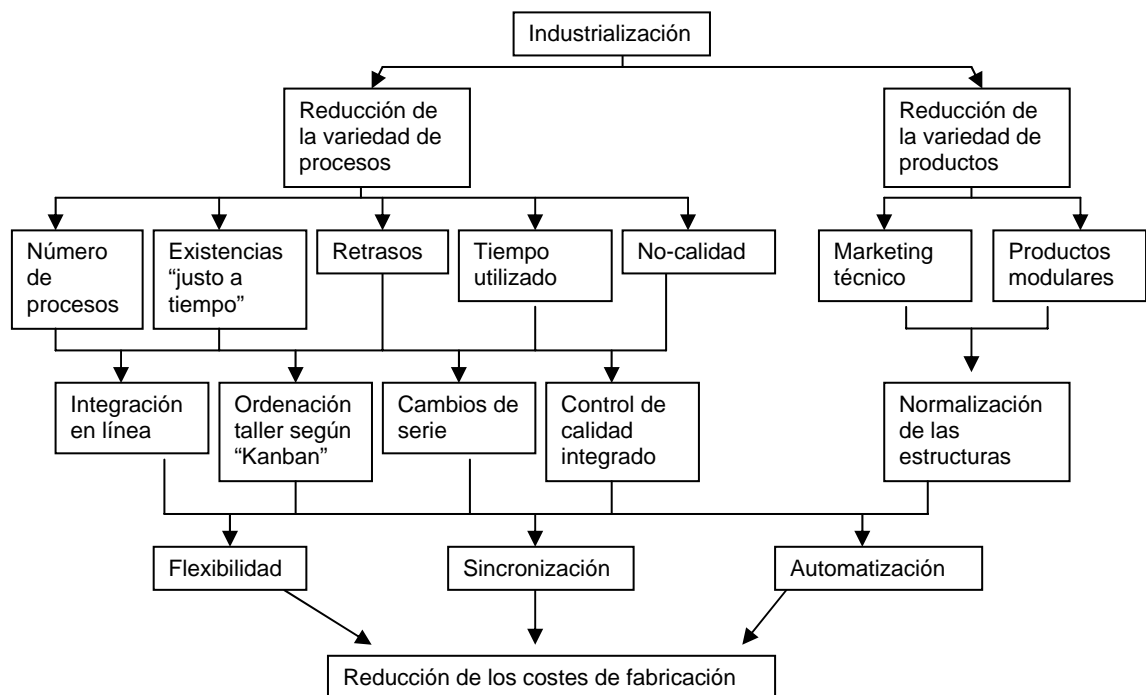 Industrialización
Reducción de
la variedad de
procesos
Reducción de
la variedad de
productos
Número
de
procesos
Existencias
“justo a
tiempo”
Retrasos
Tiempo
utilizado
No-calidad
Marketing
técnico
Productos
modulares
Integración
en línea
Ordenación
taller según
“Kanban”
Cambios de
serie
Control de
calidad
integrado
Normalización
de las
estructuras
Flexibilidad
Sincronización
Automatización
Reducción de los costes de fabricación